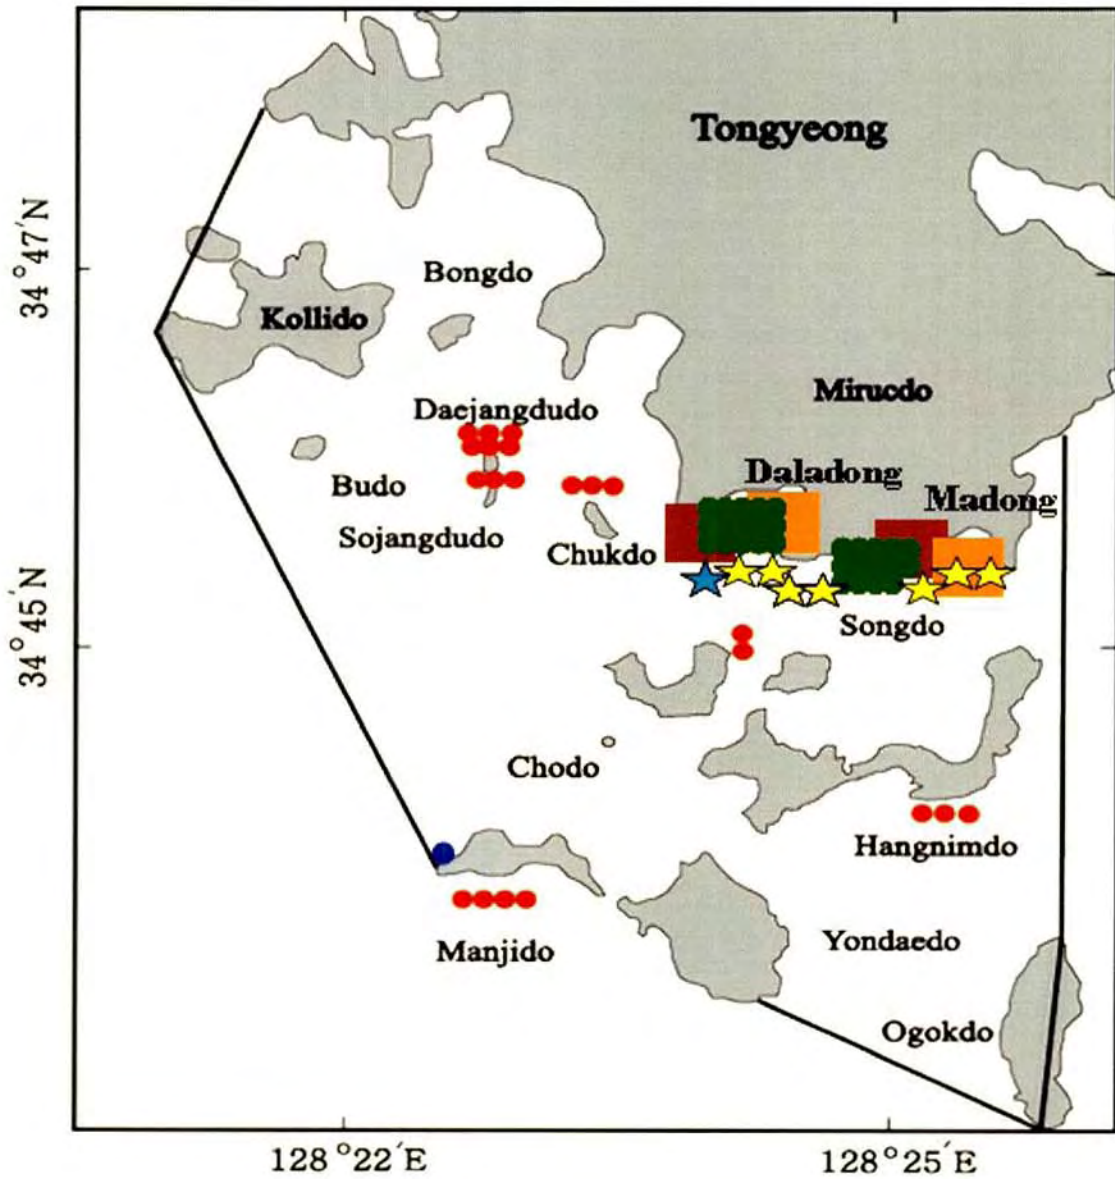 Tongyeong
34°47′N
Bongdo
Kollido
Miruodo
Daejangdudo
Daladong
Budo
Madong
Sojangdudo
Chukdo
34°45′N
Songdo
Chodo
Hangnimdo
Manjido
Yondaedo
Ogokdo
128°22′E
128°25′E